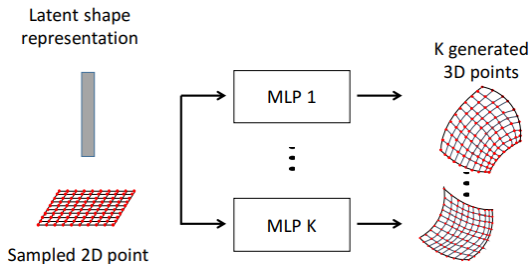 Latent shape
representation
K generated
3D points
MLP 1
MLP K
Sampled 2D point